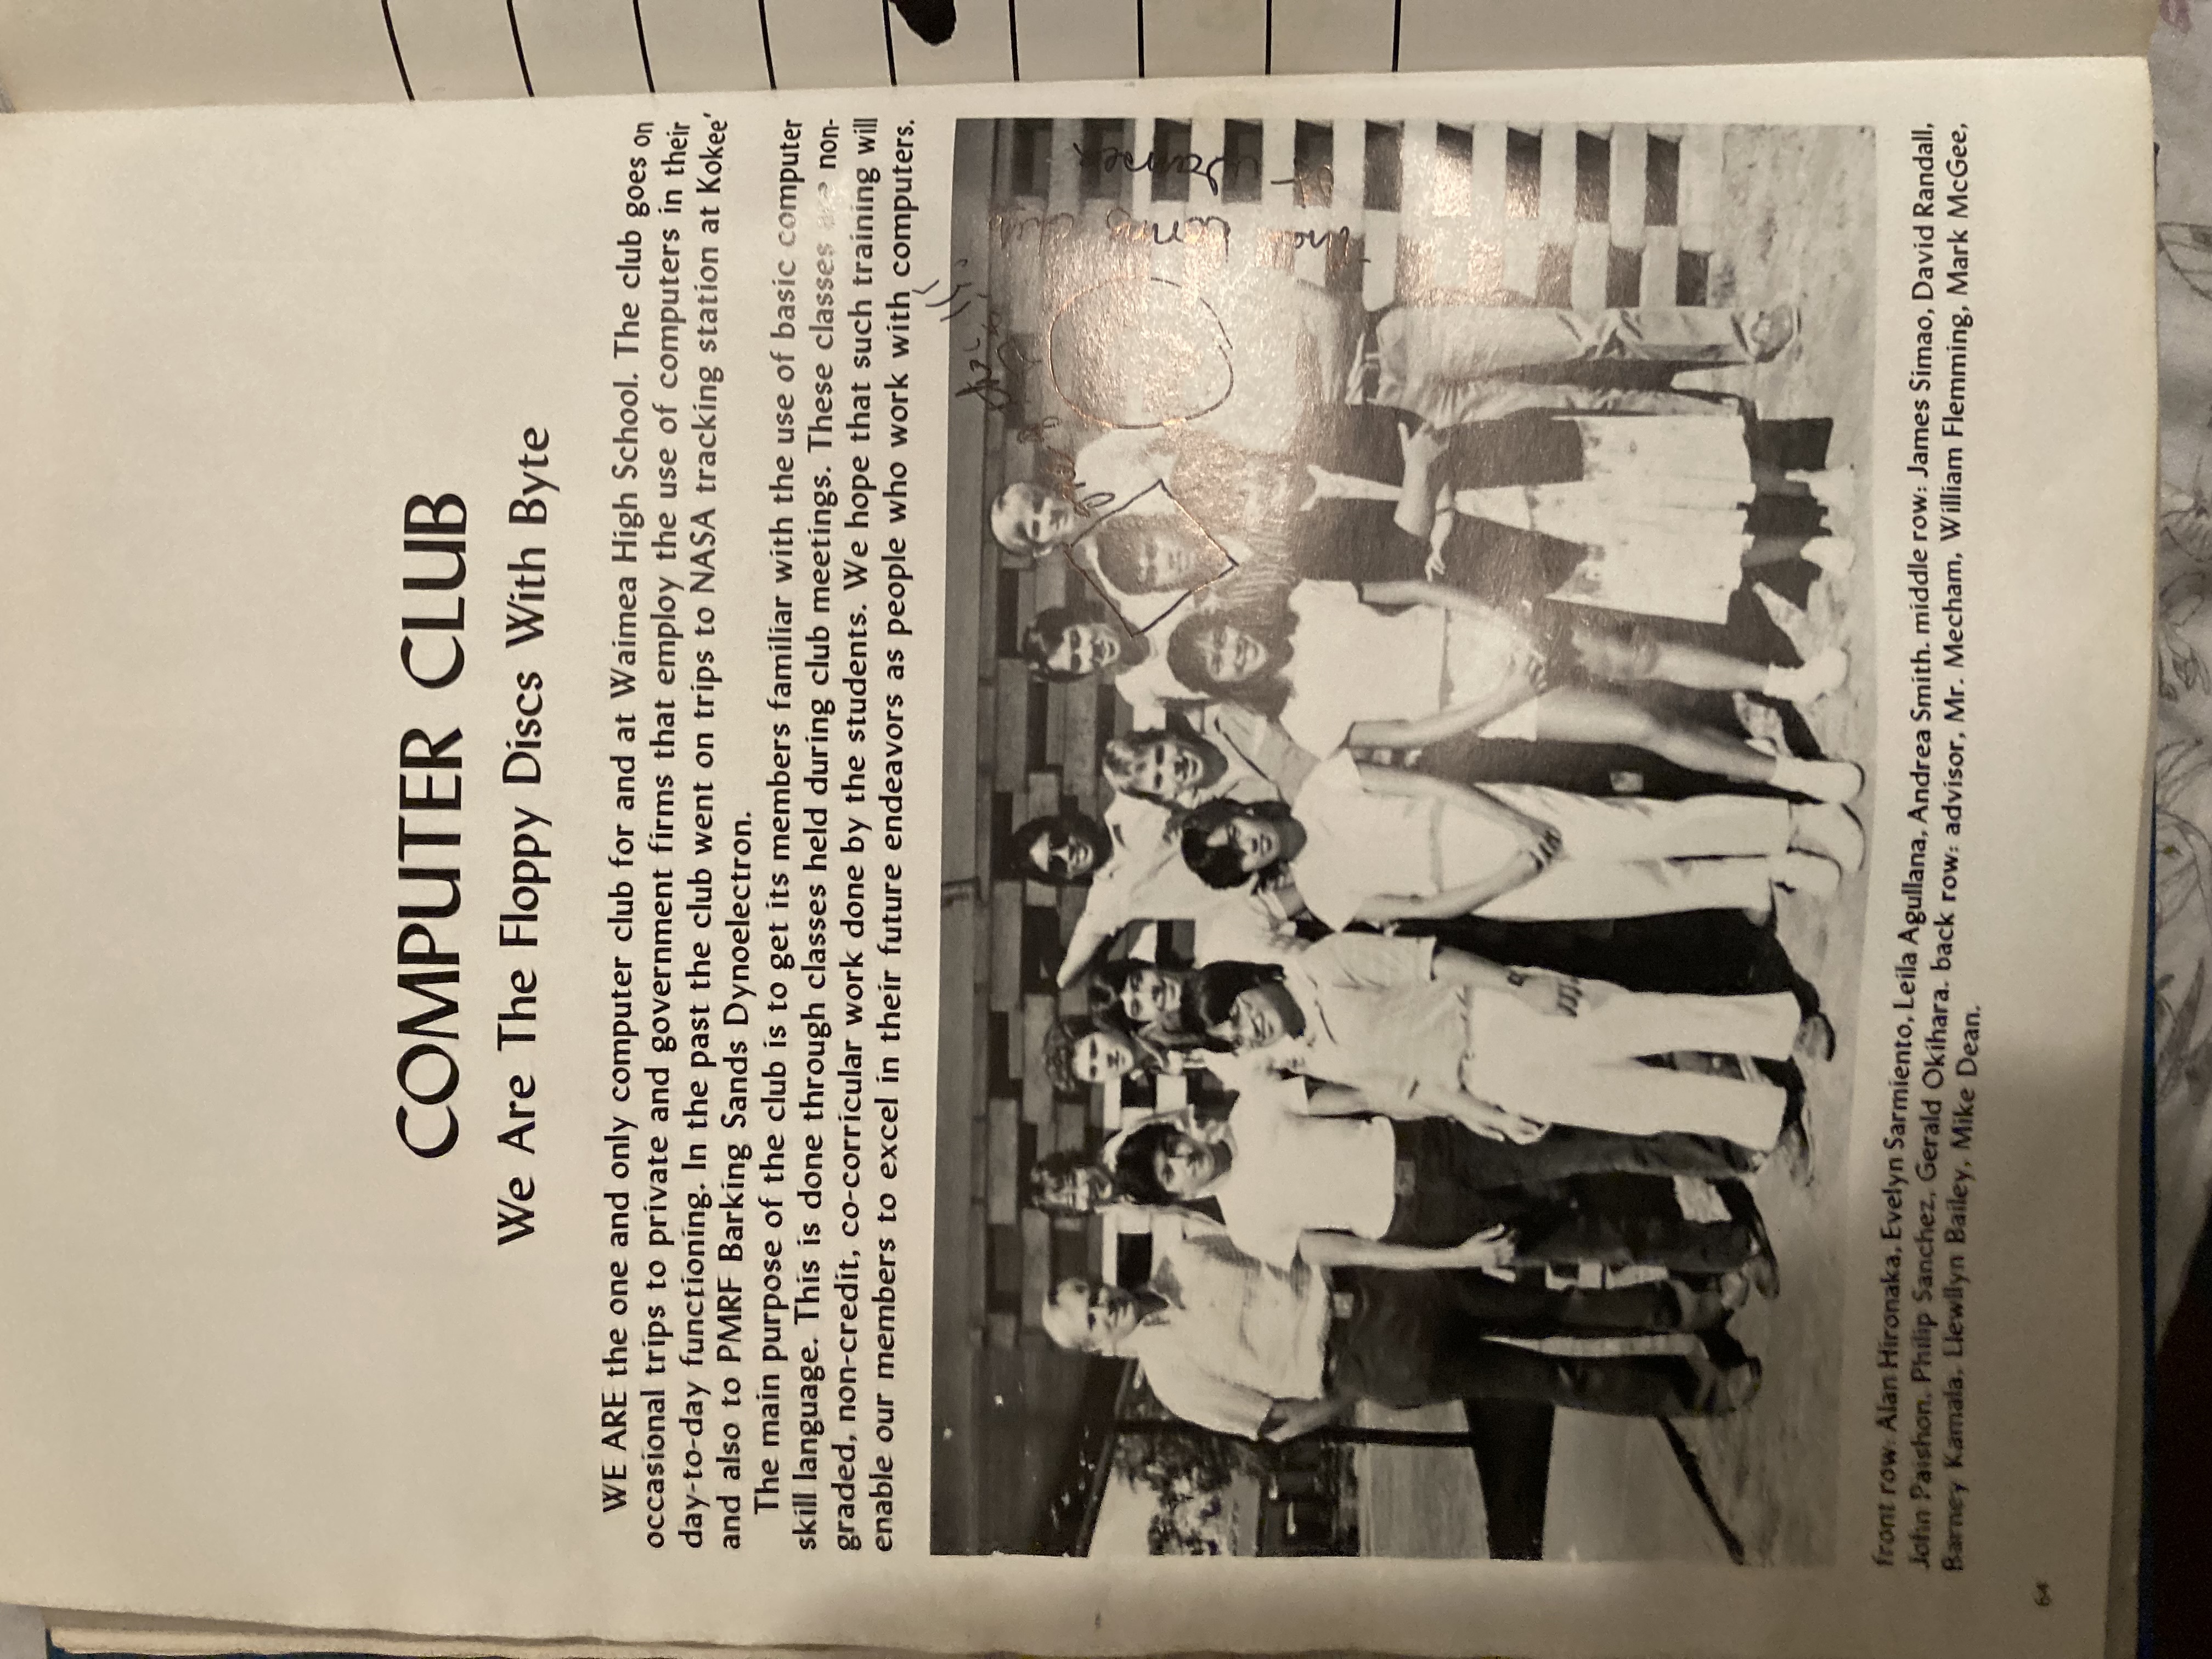 COMPUTER CLUB
We Are The Floppy Discs With Byte
WE ARE the one and only computer club for and at Waimea High School. The club goes on
occasional trips to private and government firms that employ the use of computers in their
day-to-day functioning. In the past the club went on trips to NASA tracking station at Kokee'
and also to PMRF Barking Sands Dynoelectron.
The main purpose of the club is to get its members familiar with the use of basic computer
skill language. This is done through classes held during club meetings. These classes are non-
graded, non-credit, co-corricular work done by the students. We hope that such training will
enable our members to excel in their future endeavors as people who work with computers.
front row: Alan Hironaka, Evelyn Sarmiento, Leila Agullana, Andrea Smith. middle row: James Simao, David Randall,
John Paishon, Philip Sanchez, Gerald Okihara. back row: advisor, Mr. Mecham, William Flemming, Mark McGee,
Barney Kamala, Llewllyn Bailey, Mike Dean.
64